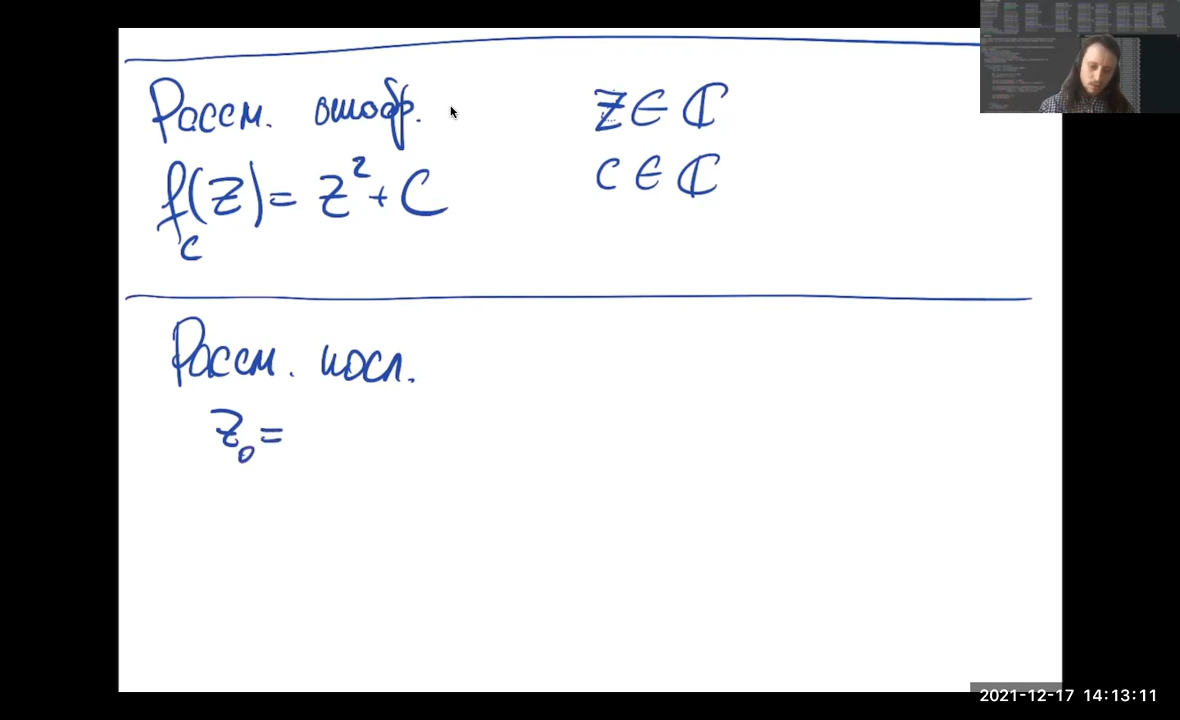 Рассм. отобр.
z ∈ ℂ
f_c(z) = z² + c
c ∈ ℂ
Рассм. посл.
z₀ =
2021-12-17 14:13:11